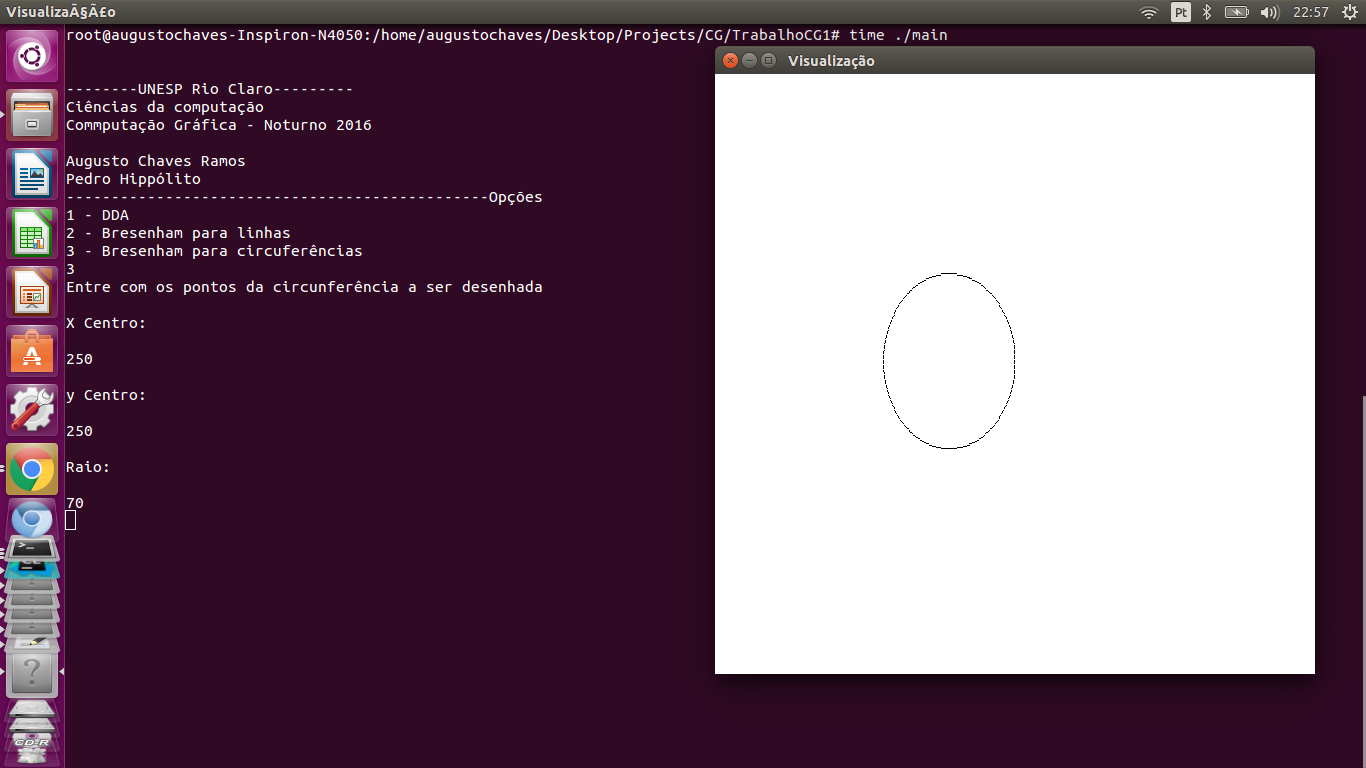 VisualizaÃ§Ã£o
Pt
22:57
root@augustochaves-Inspiron-N4050:/home/augustochaves/Desktop/Projects/CG/TrabalhoCG1# time ./main
Visualização
--------UNESP Rio Claro---------
Ciências da computação
Commputação Gráfica - Noturno 2016
Augusto Chaves Ramos
Pedro Hippólito
-----------------------------------------------Opções
1 - DDA
2 - Bresenham para linhas
3 - Bresenham para circuferências
3
Entre com os pontos da circunferência a ser desenhada
X Centro:
250
y Centro:
250
Raio:
70
CD-R